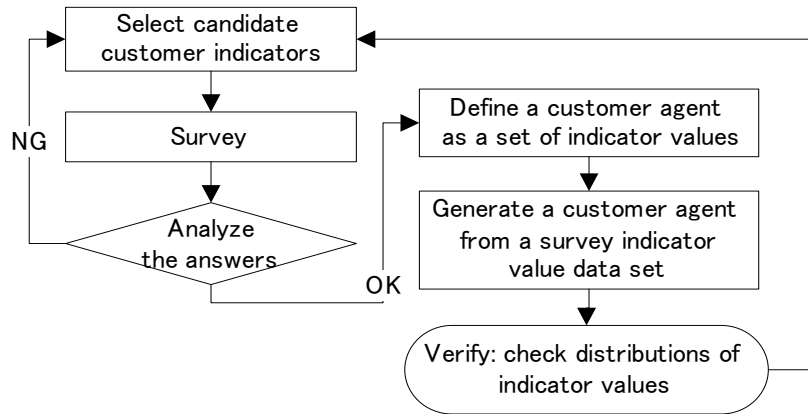 Select candidate
customer indicators
Survey
NG
Analyze
the answers
OK
Define a customer agent
as a set of indicator values
Generate a customer agent
from a survey indicator
value data set
Verify: check distributions of
indicator values